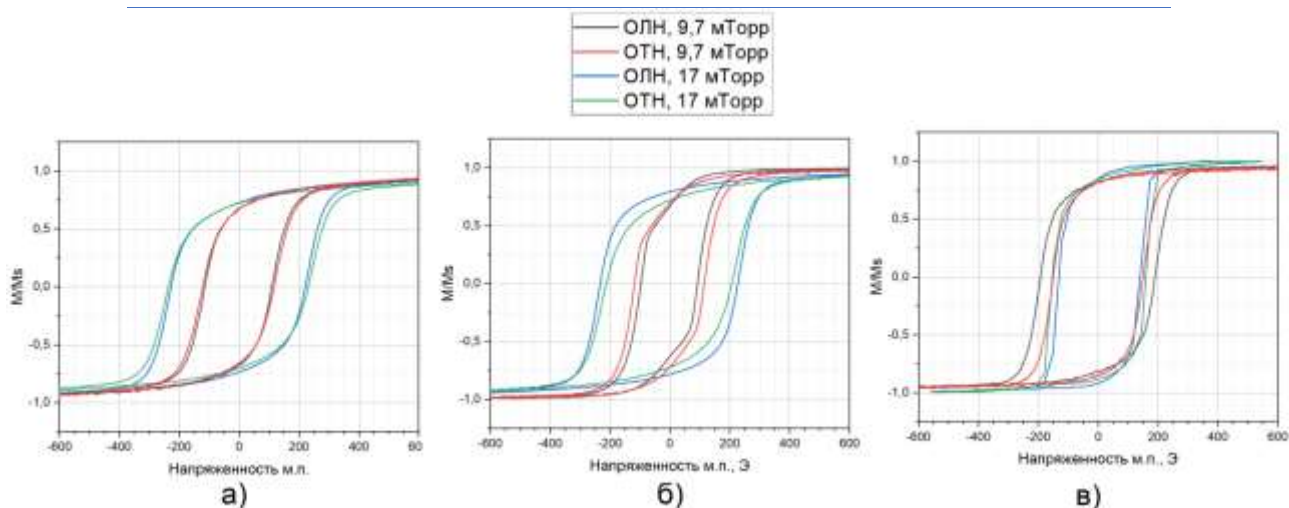 ОЛН, 9,7 мТорр
ОТН, 9,7 мТорр
ОЛН, 17 мТорр
ОТН, 17 мТорр
M/Ms
1,0
0,5
0,0
-0,5
-1,0
-600 -400 -200 0 200 400 60
Напряженность м.п.
а)
M/Ms
1,0
0,5
0,0
-0,5
-1,0
-600 -400 -200 0 200 400 600
Напряженность м.п., Э
б)
M/Ms
1,0
0,5
0,0
-0,5
-1,0
-600 -400 -200 0 200 400 600
Напряженность м.п., Э
в)